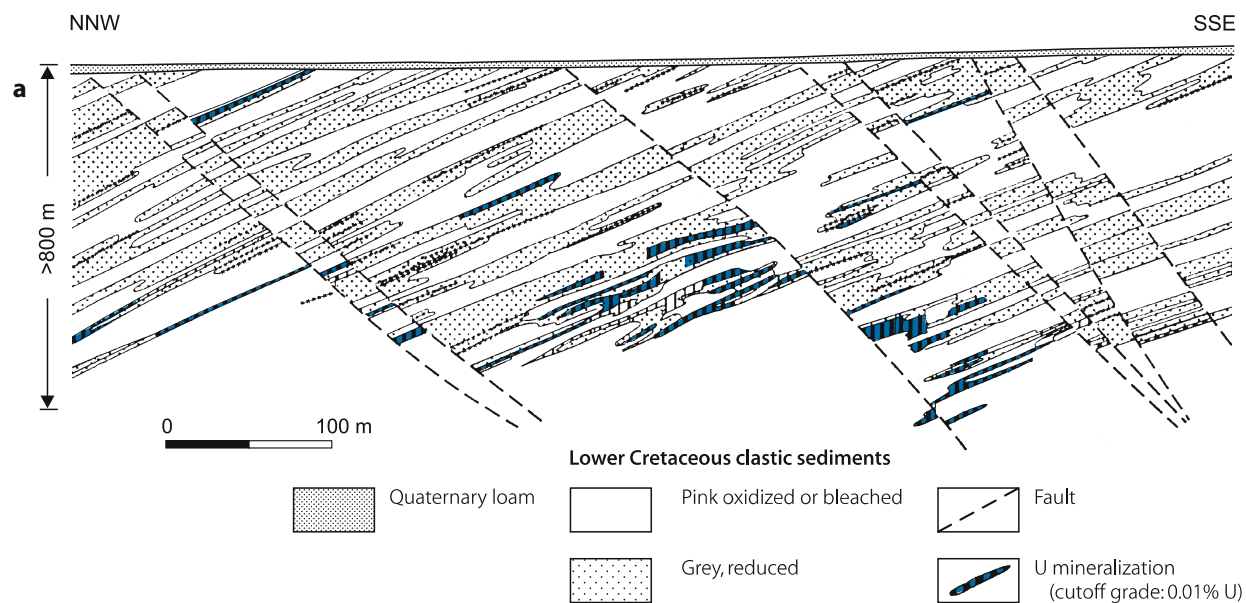 NNW
SSE
a
>800 m
0
100 m
Lower Cretaceous clastic sediments
Quaternary loam
Pink oxidized or bleached
Fault
Grey, reduced
U mineralization
(cutoff grade: 0.01% U)